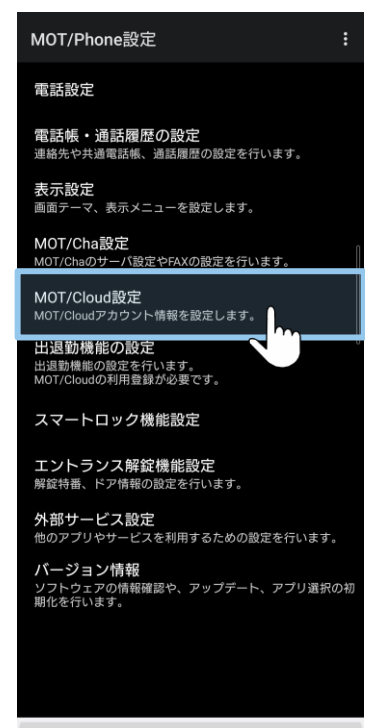 MOT/Phone設定
電話設定
電話帳・通話履歴の設定
連絡先や共通電話帳、通話履歴の設定を行います。
表示設定
画面テーマ、表示メニューを設定します。
MOT/Cha設定
MOT/Chaのサーバ設定やFAXの設定を行います。
MOT/Cloud設定
MOT/Cloudアカウント情報を設定します。
出退勤機能の設定
出退勤機能の設定を行います。
MOT/Cloudの利用登録が必要です。
スマートロック機能設定
エントランス解錠機能設定
解錠特番、ドア情報の設定を行います。
外部サービス設定
他のアプリやサービスを利用するための設定を行います。
バージョン情報
ソフトウェアの情報確認や、アップデート、アプリ選択の初
期化を行います。